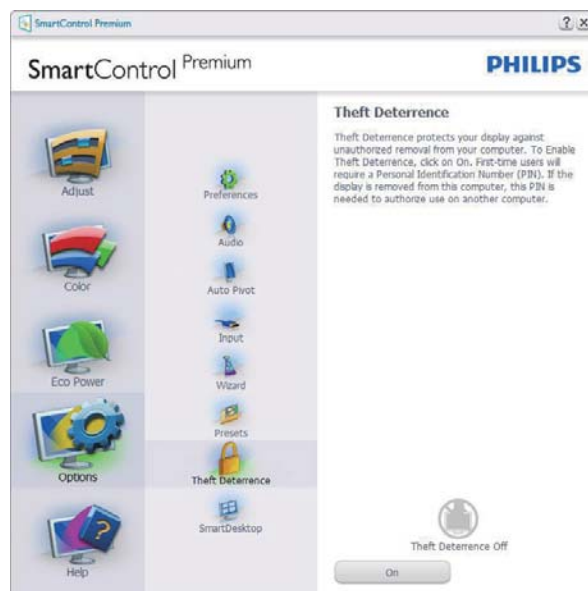 SmartControl Premium
? X
SmartControl Premium
PHILIPS
Adjust
Color
Eco Power
Options
Help
Preferences
Audio
Auto Pivot
Input
Wizard
Presets
Theft Deterrence
SmartDesktop
Theft Deterrence
Theft Deterrence protects your display against
unauthorized removal from your computer. To Enable
Theft Deterrence, click on On. First-time users will
require a Personal Identification Number (PIN). If the
display is removed from this computer, this PIN is
needed to authorize use on another computer.
Theft Deterrence Off
On